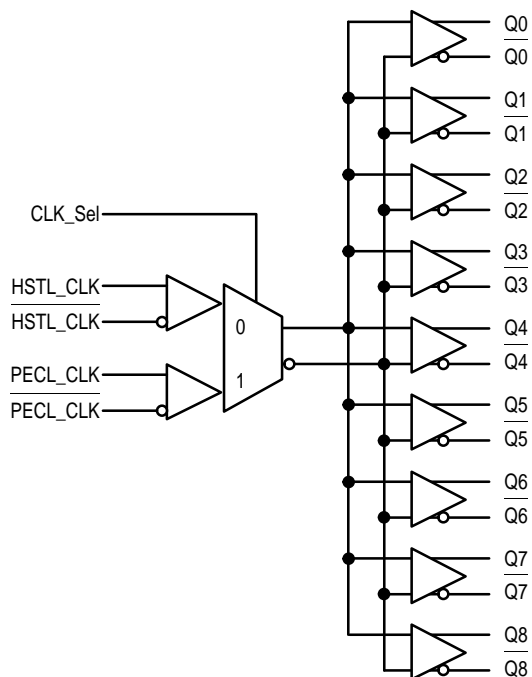 Q0
Q0
Q1
Q1
Q2
Q2
CLK_Sel
Q3
Q3
HSTL_CLK
HSTL_CLK
0
Q4
Q4
PECL_CLK
PECL_CLK
1
Q5
Q5
Q6
Q6
Q7
Q7
Q8
Q8